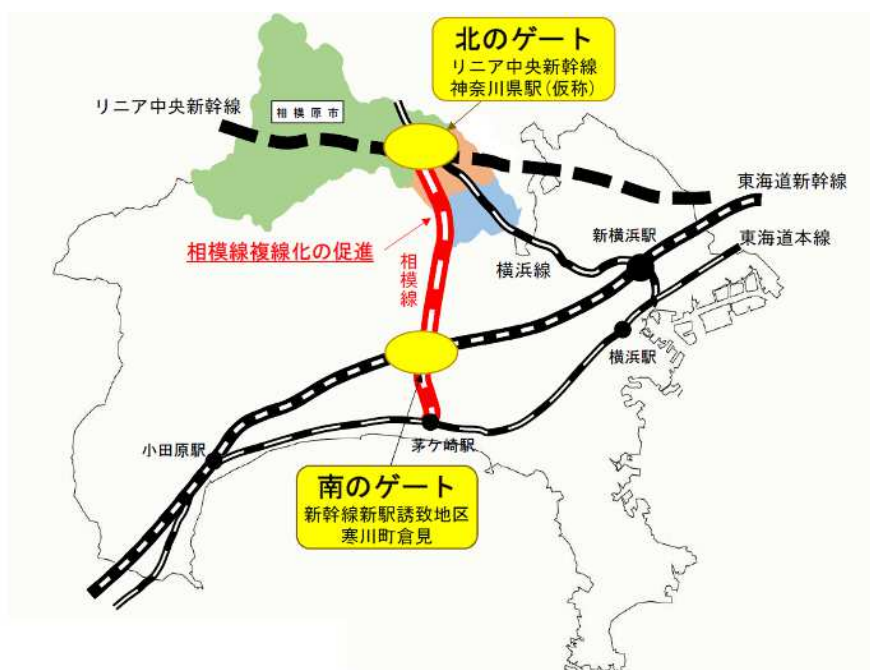 北のゲート
リニア中央新幹線
神奈川県駅(仮称)
リニア中央新幹線
相模原市
東海道新幹線
新横浜駅
東海道本線
相模線複線化の促進
相模線
横浜線
横浜駅
小田原駅
茅ケ崎駅
南のゲート
新幹線新駅誘致地区
寒川町倉見